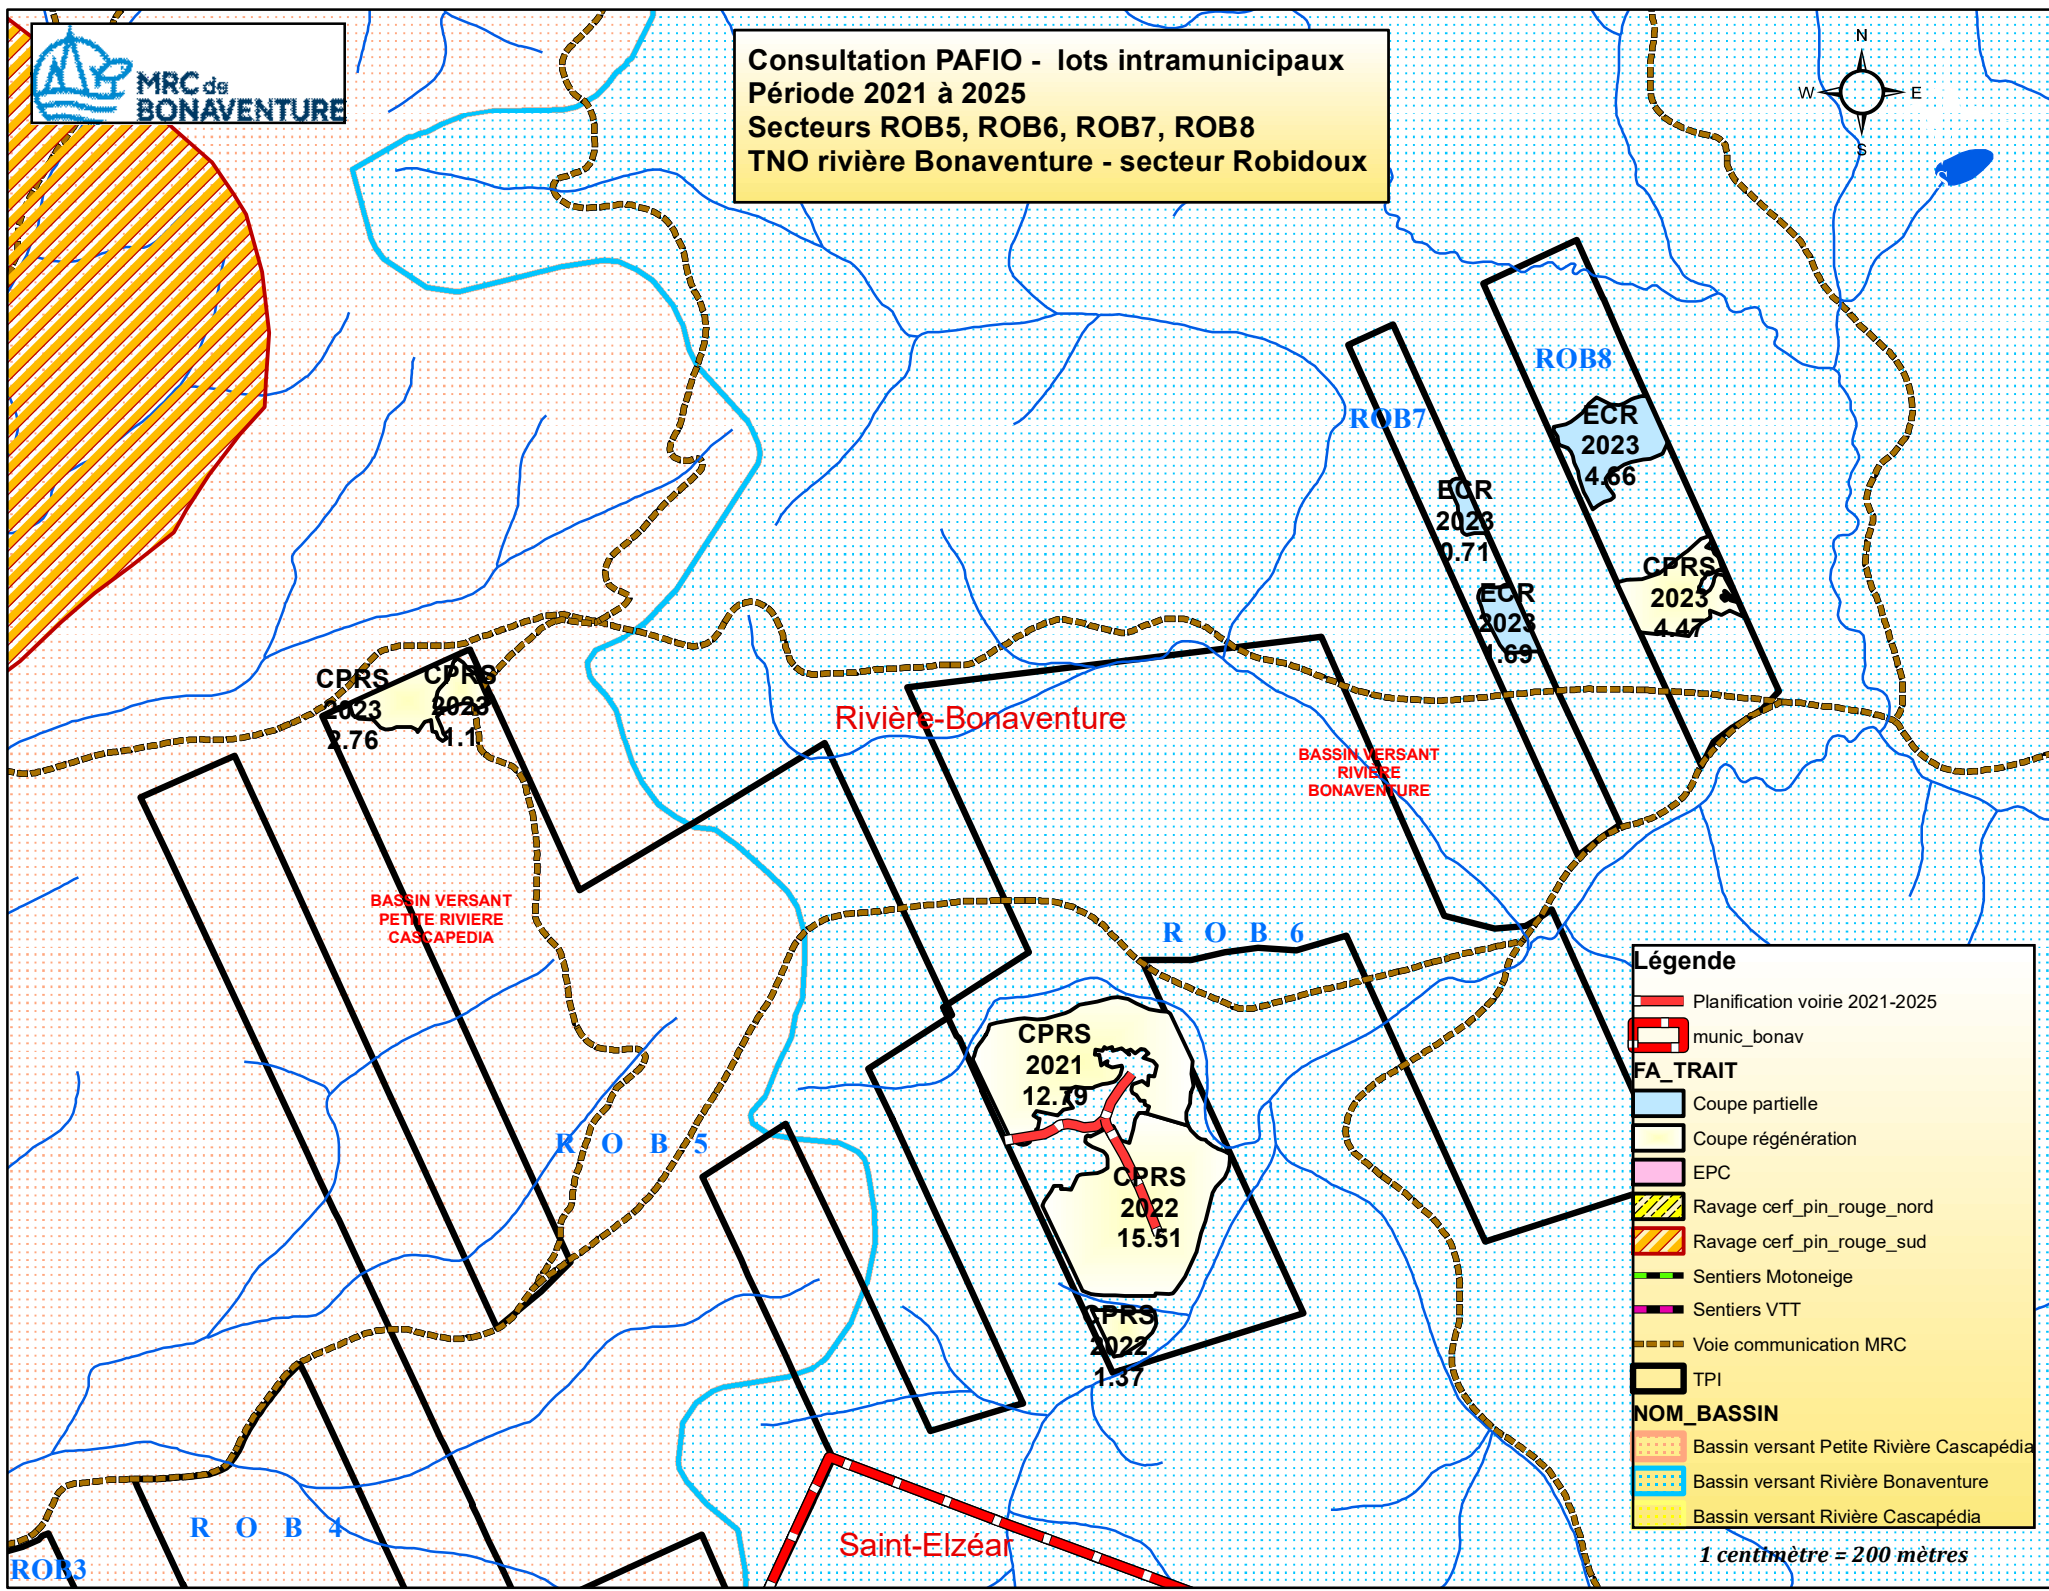 MRC de
BONAVENTURE
Consultation PAFIO - lots intramunicipaux
Période 2021 à 2025
Secteurs ROB5, ROB6, ROB7, ROB8
TNO rivière Bonaventure - secteur Robidoux
N
W
E
S
ROB8
ROB7
ECR
2023
4.66
ECR
2023
0.71
CPRS
2023
4.47
ECR
2023
1.69
CPRS
2023
2.76
CPRS
2023
1.1
Rivière-Bonaventure
BASSIN VERSANT
RIVIÈRE
BONAVENTURE
BASSIN VERSANT
PETITE RIVIERE
CASCAPEDIA
R O B 6
CPRS
2021
12.79
R O B 5
CPRS
2022
15.51
CPRS
2022
1.37
R O B 4
ROB3
Saint-Elzéar
Légende
Planification voirie 2021-2025
munic_bonav
FA_TRAIT
Coupe partielle
Coupe régénération
EPC
Ravage cerf_pin_rouge_nord
Ravage cerf_pin_rouge_sud
Sentiers Motoneige
Sentiers VTT
Voie communication MRC
TPI
NOM_BASSIN
Bassin versant Petite Rivière Cascapédia
Bassin versant Rivière Bonaventure
Bassin versant Rivière Cascapédia
1 centimètre = 200 mètres